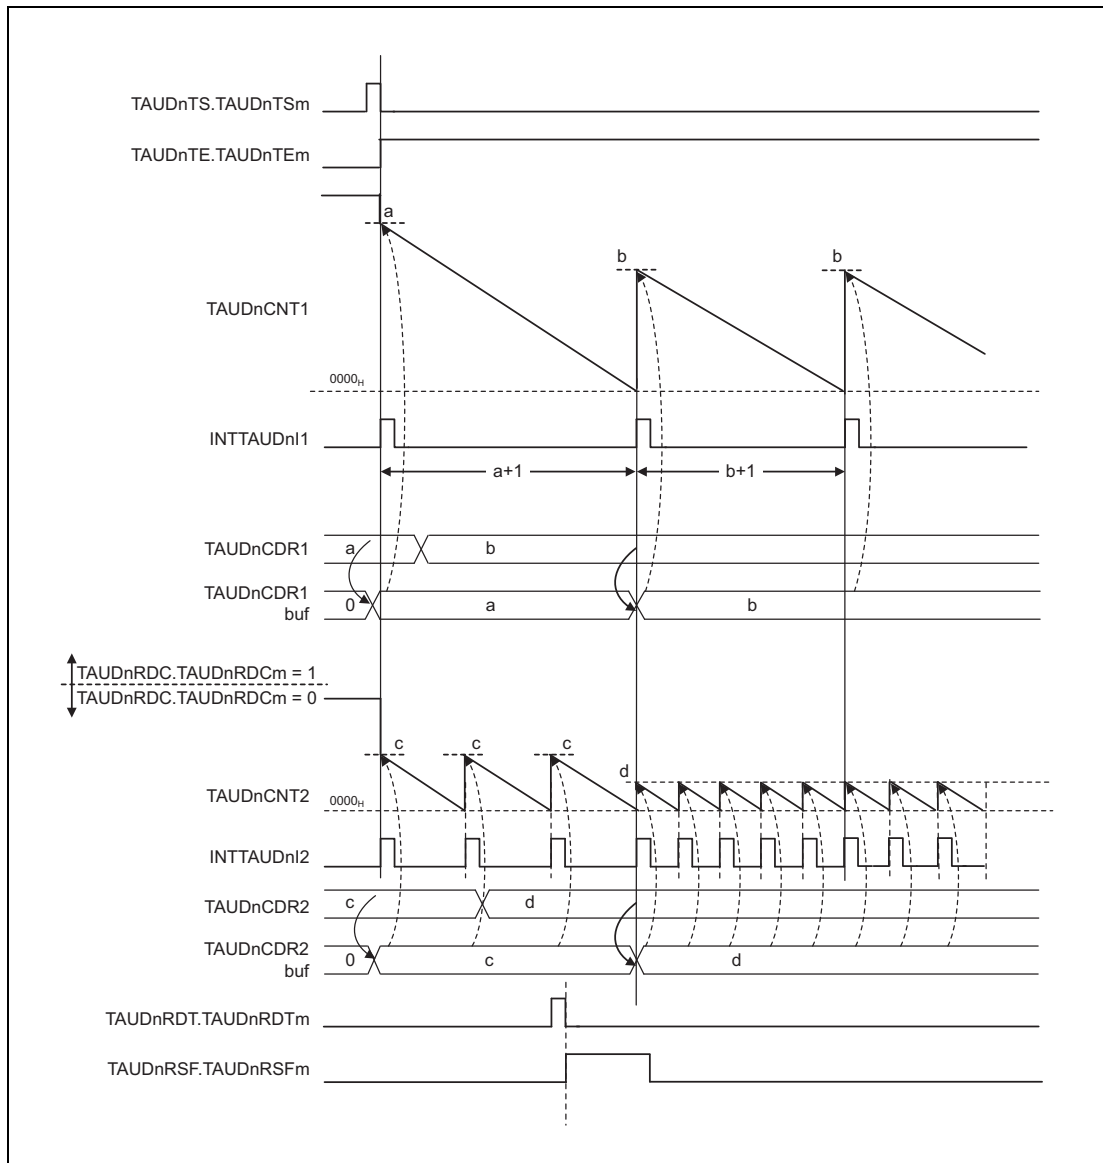 TAUDnTS.TAUDnTSm
TAUDnTE.TAUDnTEm
a
b
b
TAUDnCNT1
0000H
INTTAUDnI1
a+1
b+1
TAUDnCDR1
a
b
TAUDnCDR1
buf
0
a
b
TAUDnRDC.TAUDnRDCm = 1
TAUDnRDC.TAUDnRDCm = 0
c
c
c
d
TAUDnCNT2
0000H
INTTAUDnI2
TAUDnCDR2
c
d
TAUDnCDR2
buf
0
c
d
TAUDnRDT.TAUDnRDTm
TAUDnRSF.TAUDnRSFm